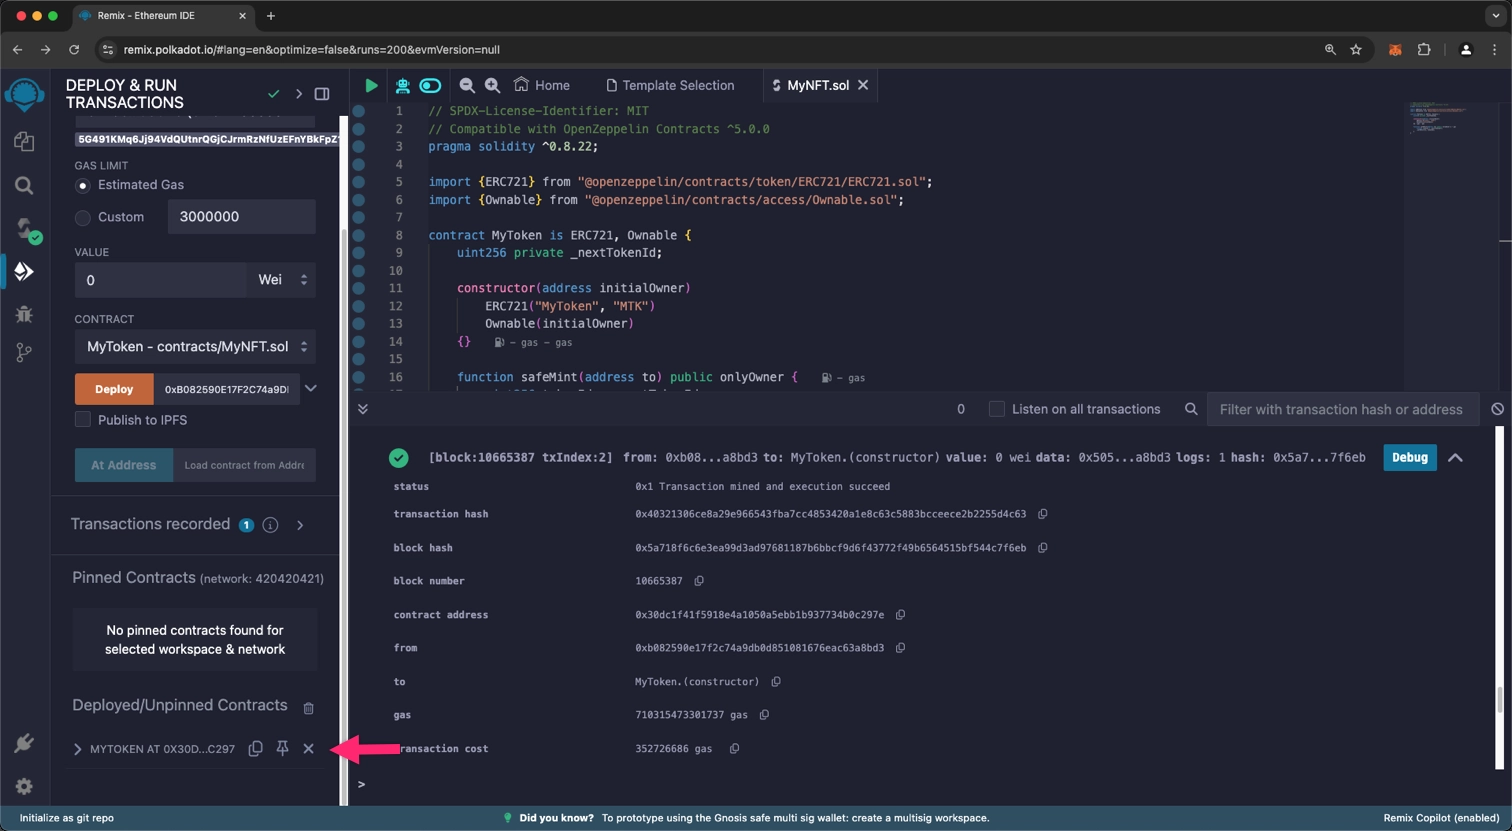 Remix - Ethereum IDE
remix.polkadot.io/#lang=en&optimize=false&runs=200&evmVersion=null
DEPLOY & RUN
TRANSACTIONS
5G491KMq6Jj94VdQUtnrQGjCJrmRzNfUzEFnYBkFpZ
GAS LIMIT
Estimated Gas
Custom
3000000
VALUE
0
Wei
CONTRACT
MyToken - contracts/MyNFT.sol
Deploy
0xB082590E17F2C74a9D
Publish to IPFS
At Address
Load contract from Addre
Transactions recorded 1
Pinned Contracts (network: 420420421)
No pinned contracts found for
selected workspace & network
Deployed/Unpinned Contracts
MYTOKEN AT 0X30D...C297
Home
Template Selection
MyNFT.sol
1 // SPDX-License-Identifier: MIT
2 // Compatible with OpenZeppelin Contracts ^5.0.0
3 pragma solidity ^0.8.22;
4
5 import {ERC721} from "@openzeppelin/contracts/token/ERC721/ERC721.sol";
6 import {Ownable} from "@openzeppelin/contracts/access/Ownable.sol";
7
8 contract MyToken is ERC721, Ownable {
9 uint256 private _nextTokenId;
10
11 constructor(address initialOwner)
12 ERC721("MyToken", "MTK")
13 Ownable(initialOwner)
14 {} - gas - gas
15
16 function safeMint(address to) public onlyOwner { - gas
0
Listen on all transactions
Filter with transaction hash or address
[block:10665387 txIndex:2] from: 0xb08...a8bd3 to: MyToken.(constructor) value: 0 wei data: 0x505...a8bd3 logs: 1 hash: 0x5a7...7f6eb
Debug
status 0x1 Transaction mined and execution succeed
transaction hash 0x40321306ce8a29e966543fba7cc4853420a1e8c63c5883bcceece2b2255d4c63
block hash 0x5a718f6c6e3ea99d3ad97681187b6bbcf9d6f43772f49b6564515bf544c7f6eb
block number 10665387
contract address 0x30dc1f41f5918e4a1050a5ebb1b937734b0c297e
from 0xb082590e17f2c74a9db0d851081676eac63a8bd3
to MyToken.(constructor)
gas 710315473301737 gas
ransaction cost 352726686 gas
>
Initialize as git repo
Did you know? To prototype using the Gnosis safe multi sig wallet: create a multisig workspace.
Remix Copilot (enabled)